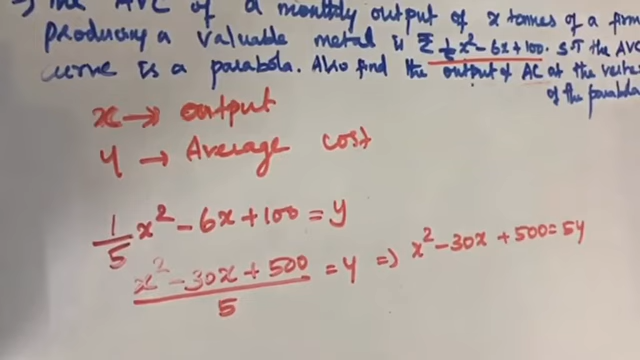 The AVC of a monthly output of x tonnes of a firm
producing a valuable metal is ₹ 1/5 x² - 6x + 100. S.T the AVC
curve is a parabola. Also find the output & AC at the vertex
of the parabola
x → output
y → Average cost
1/5 x² - 6x + 100 = y
(x² - 30x + 500)/5 = y ⇒ x² - 30x + 500 = 5y